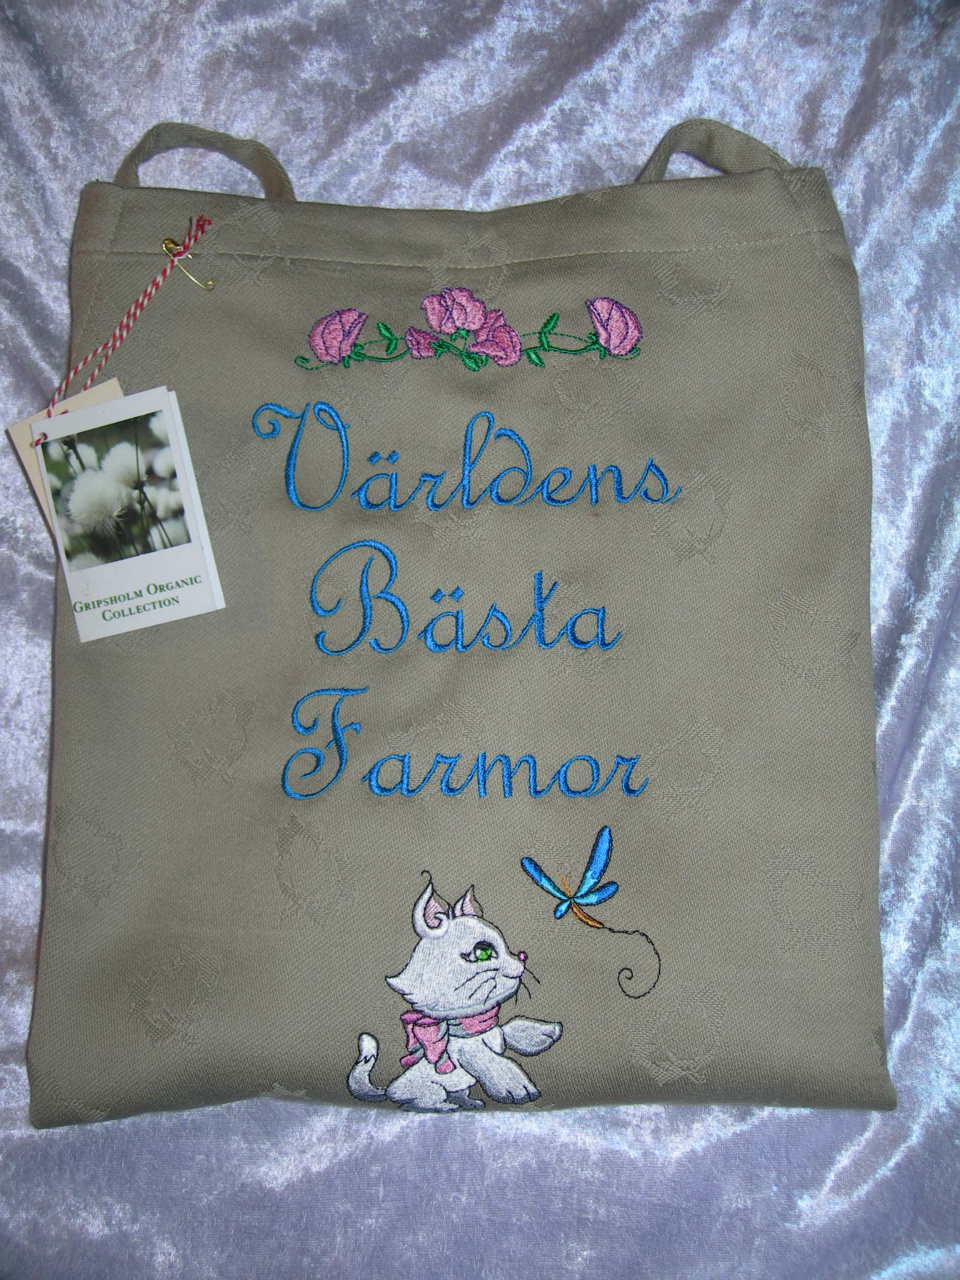 Världens
Bästa
Farmor
Gripsholm Organic
Collection